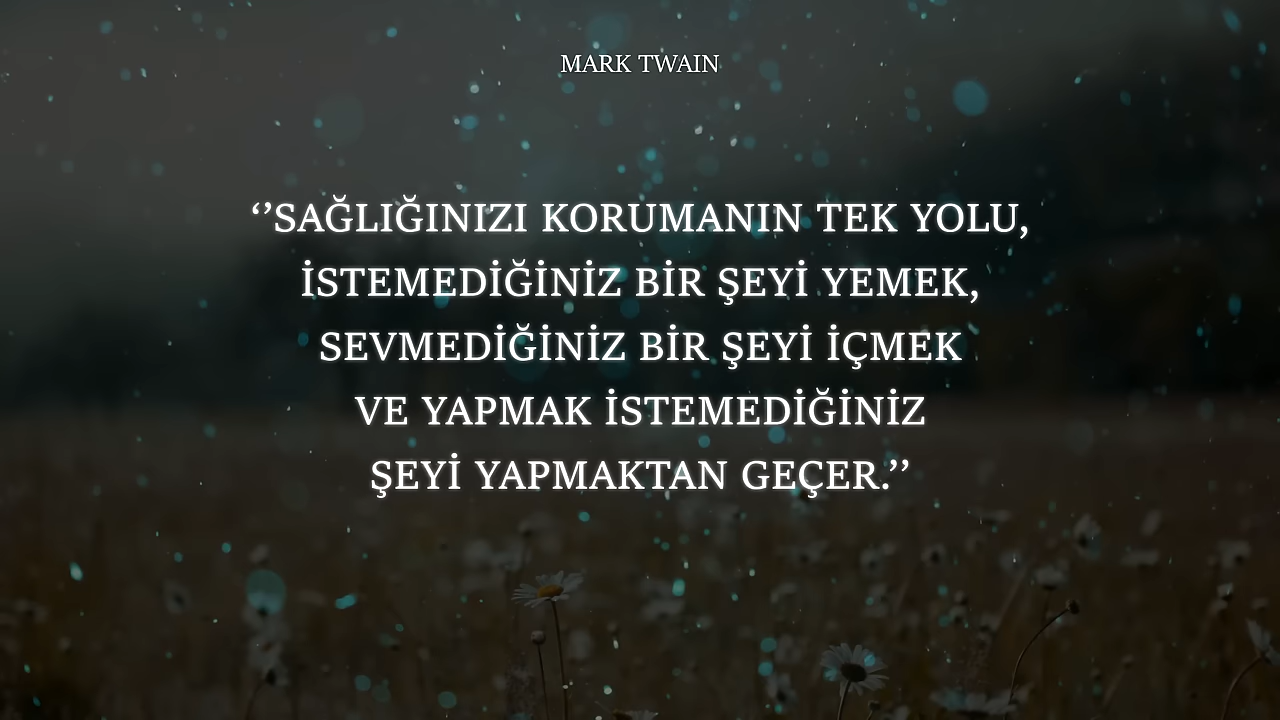 MARK TWAIN
‘’SAĞLIĞINIZI KORUMANIN TEK YOLU,
İSTEMEDİĞİNİZ BİR ŞEYİ YEMEK,
SEVMEDİĞİNİZ BİR ŞEYİ İÇMEK
VE YAPMAK İSTEMEDİĞİNİZ
ŞEYİ YAPMAKTAN GEÇER.’’